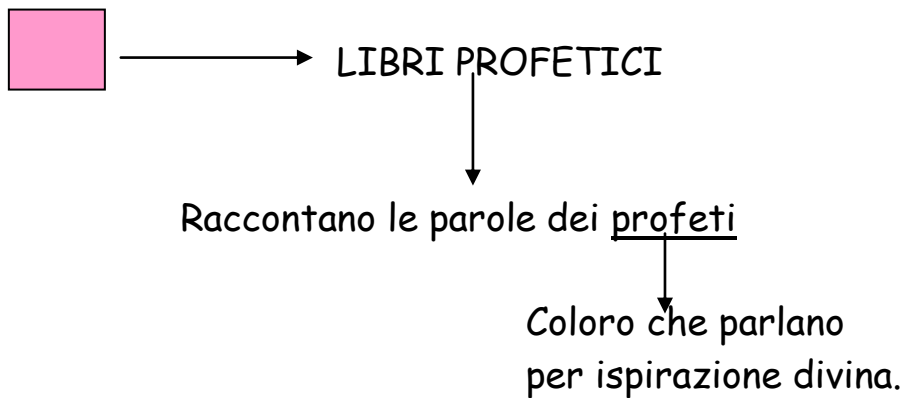 LIBRI PROFETICI
Raccontano le parole dei profeti
Coloro che parlano
per ispirazione divina.